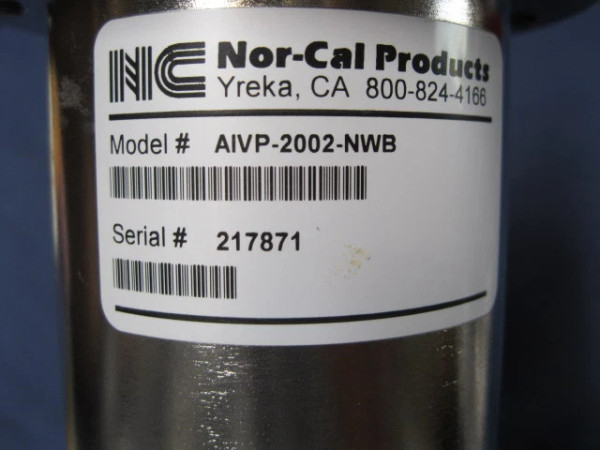 NC Nor-Cal Products
Yreka, CA 800-824-4166
Model # AIVP-2002-NWB
Serial # 217871